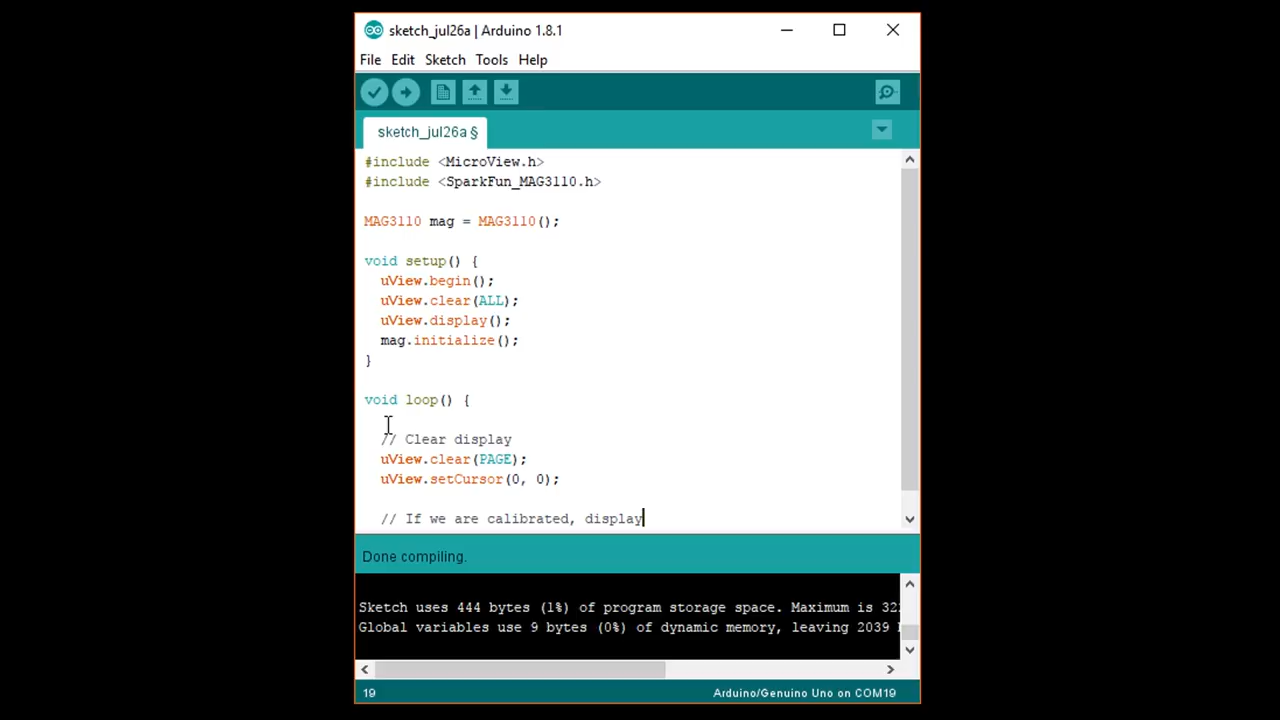 sketch_jul26a | Arduino 1.8.1
File Edit Sketch Tools Help
sketch_jul26a §
#include <MicroView.h>
#include <SparkFun_MAG3110.h>
MAG3110 mag = MAG3110();
void setup() {
uView.begin();
uView.clear(ALL);
uView.display();
mag.initialize();
}
void loop() {
// Clear display
uView.clear(PAGE);
uView.setCursor(0, 0);
// If we are calibrated, display
Done compiling.
Sketch uses 444 bytes (1%) of program storage space. Maximum is 32
Global variables use 9 bytes (0%) of dynamic memory, leaving 2039
19
Arduino/Genuino Uno on COM19